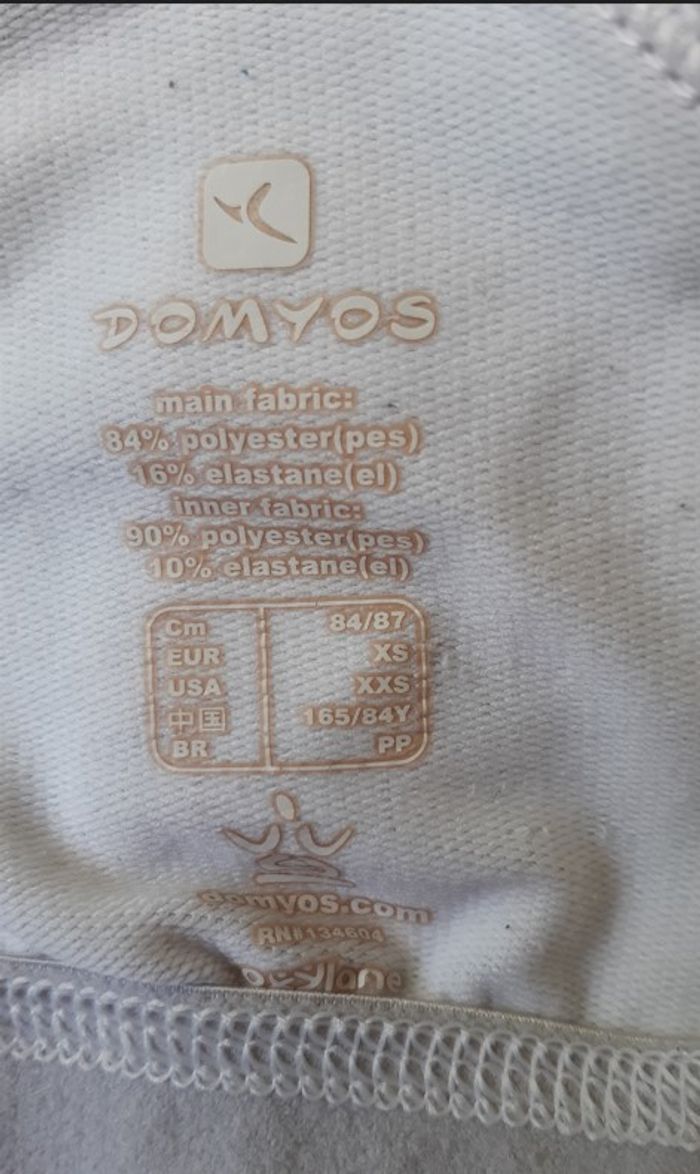 DOMYOS
main fabric:
84% polyester(pes)
16% elastane(el)
inner fabric:
90% polyester(pes)
10% elastane(el)
Cm 84/87
EUR XS
USA XXS
中国 165/84Y
BR PP
domyos.com
RN#134604
oxylane